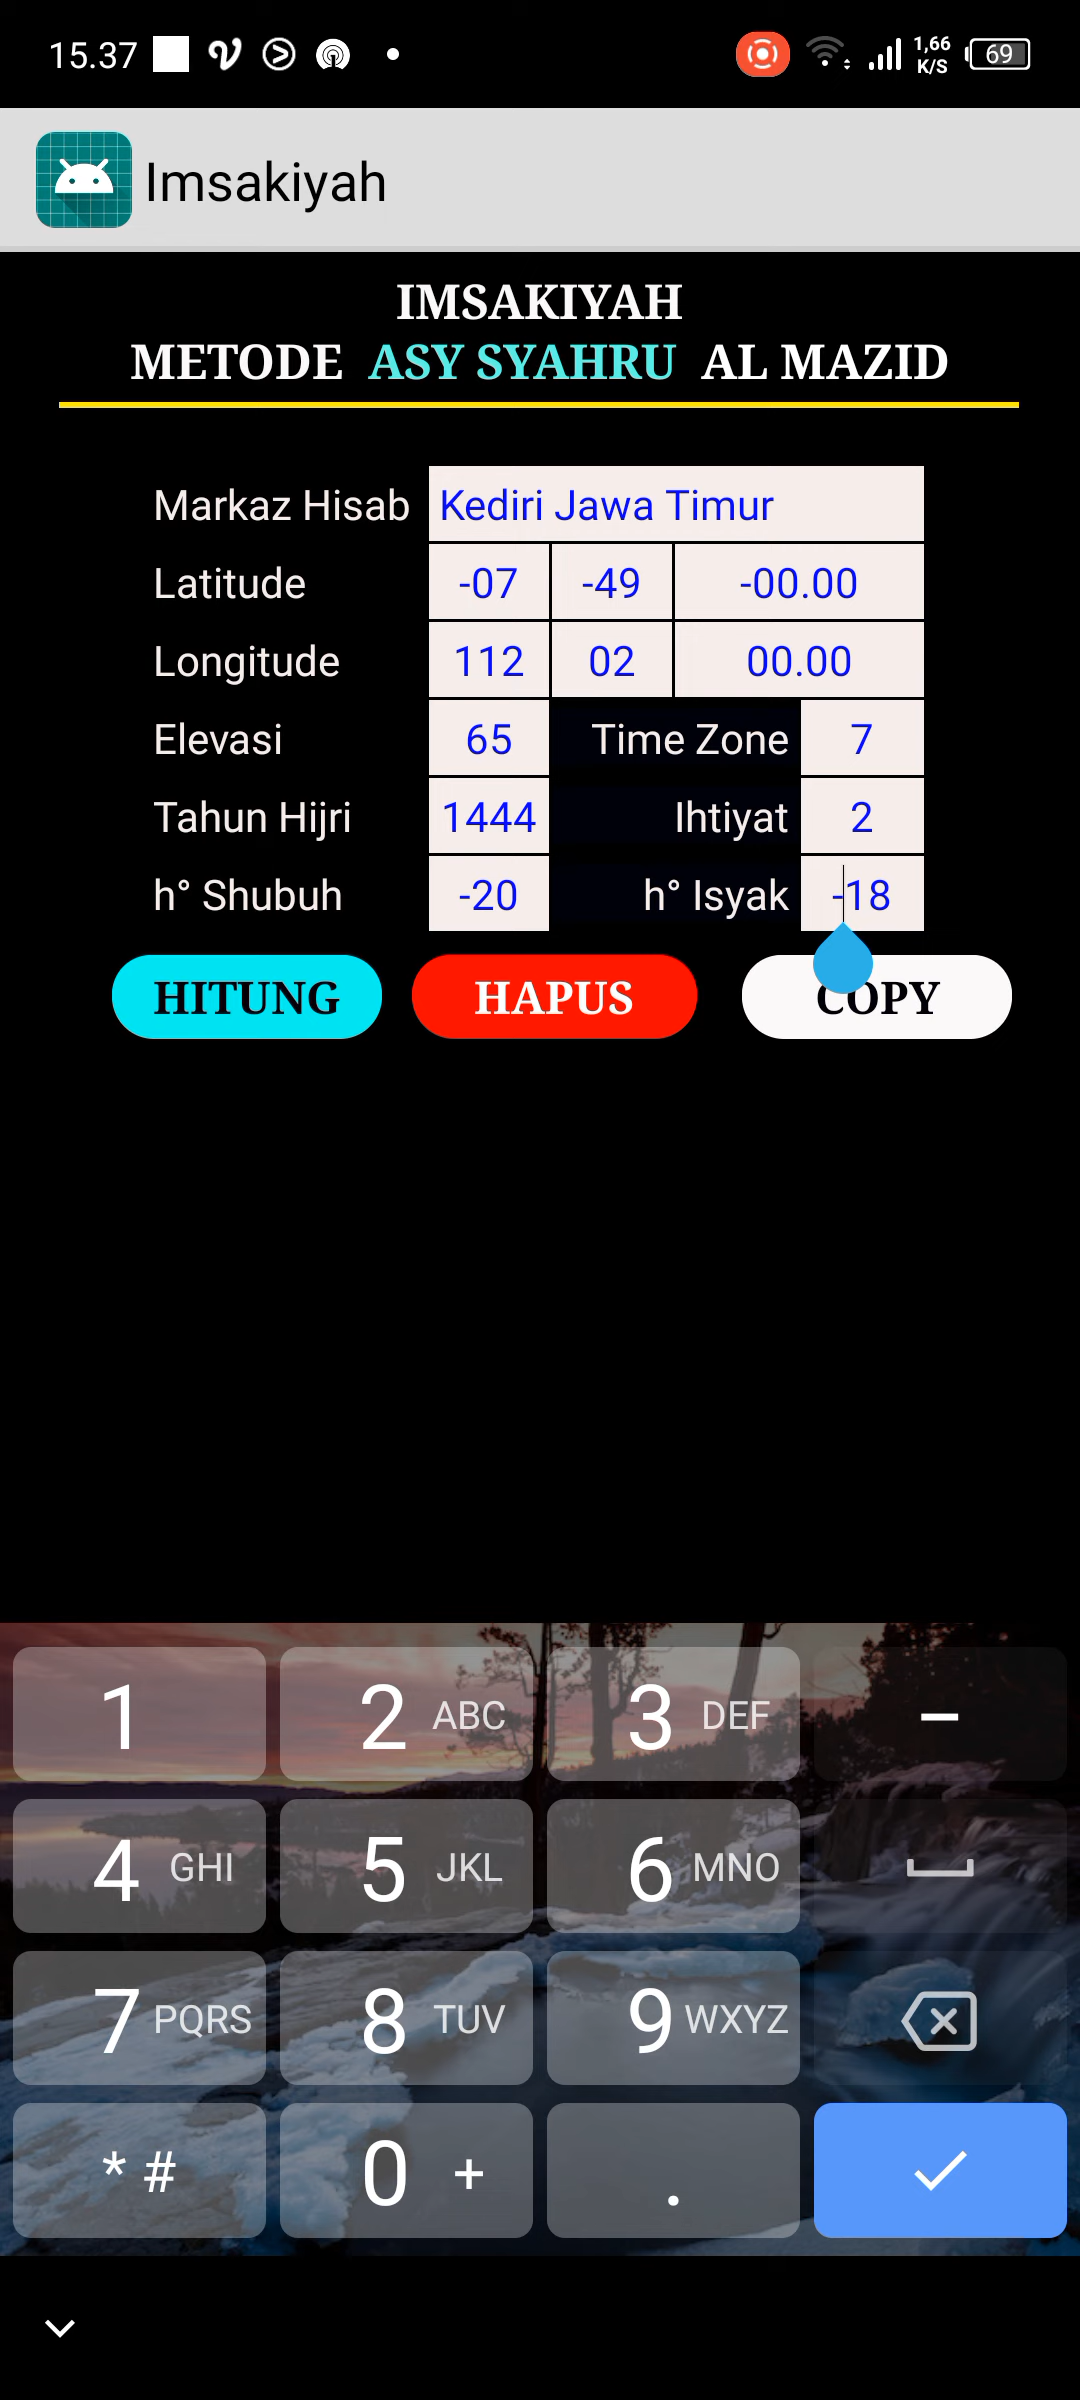 15.37
1,66 K/S
69
Imsakiyah
IMSAKIYAH
METODE ASY SYAHRU AL MAZID
Markaz Hisab Kediri Jawa Timur
Latitude -07 -49 -00.00
Longitude 112 02 00.00
Elevasi 65 Time Zone 7
Tahun Hijri 1444 Ihtiyat 2
h° Shubuh -20 h° Isyak -18
HITUNG HAPUS COPY
1 2 ABC 3 DEF –
4 GHI 5 JKL 6 MNO
7 PQRS 8 TUV 9 WXYZ
* # 0 + .